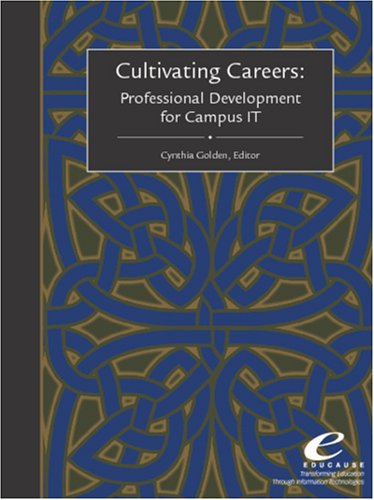 Cultivating Careers:
Professional Development
for Campus IT
Cynthia Golden, Editor
e
EDUCAUSE
Transforming Education
Through Information Technologies